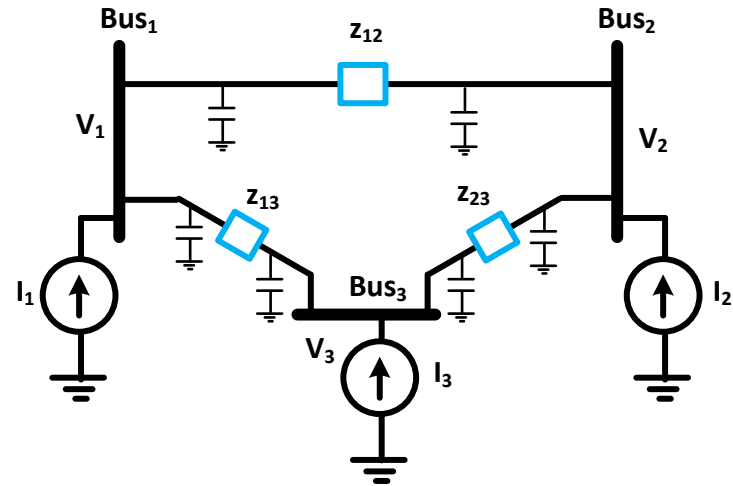 Bus₁
Bus₂
z₁₂
V₁
V₂
z₁₃
z₂₃
Bus₃
I₁
I₂
V₃
I₃